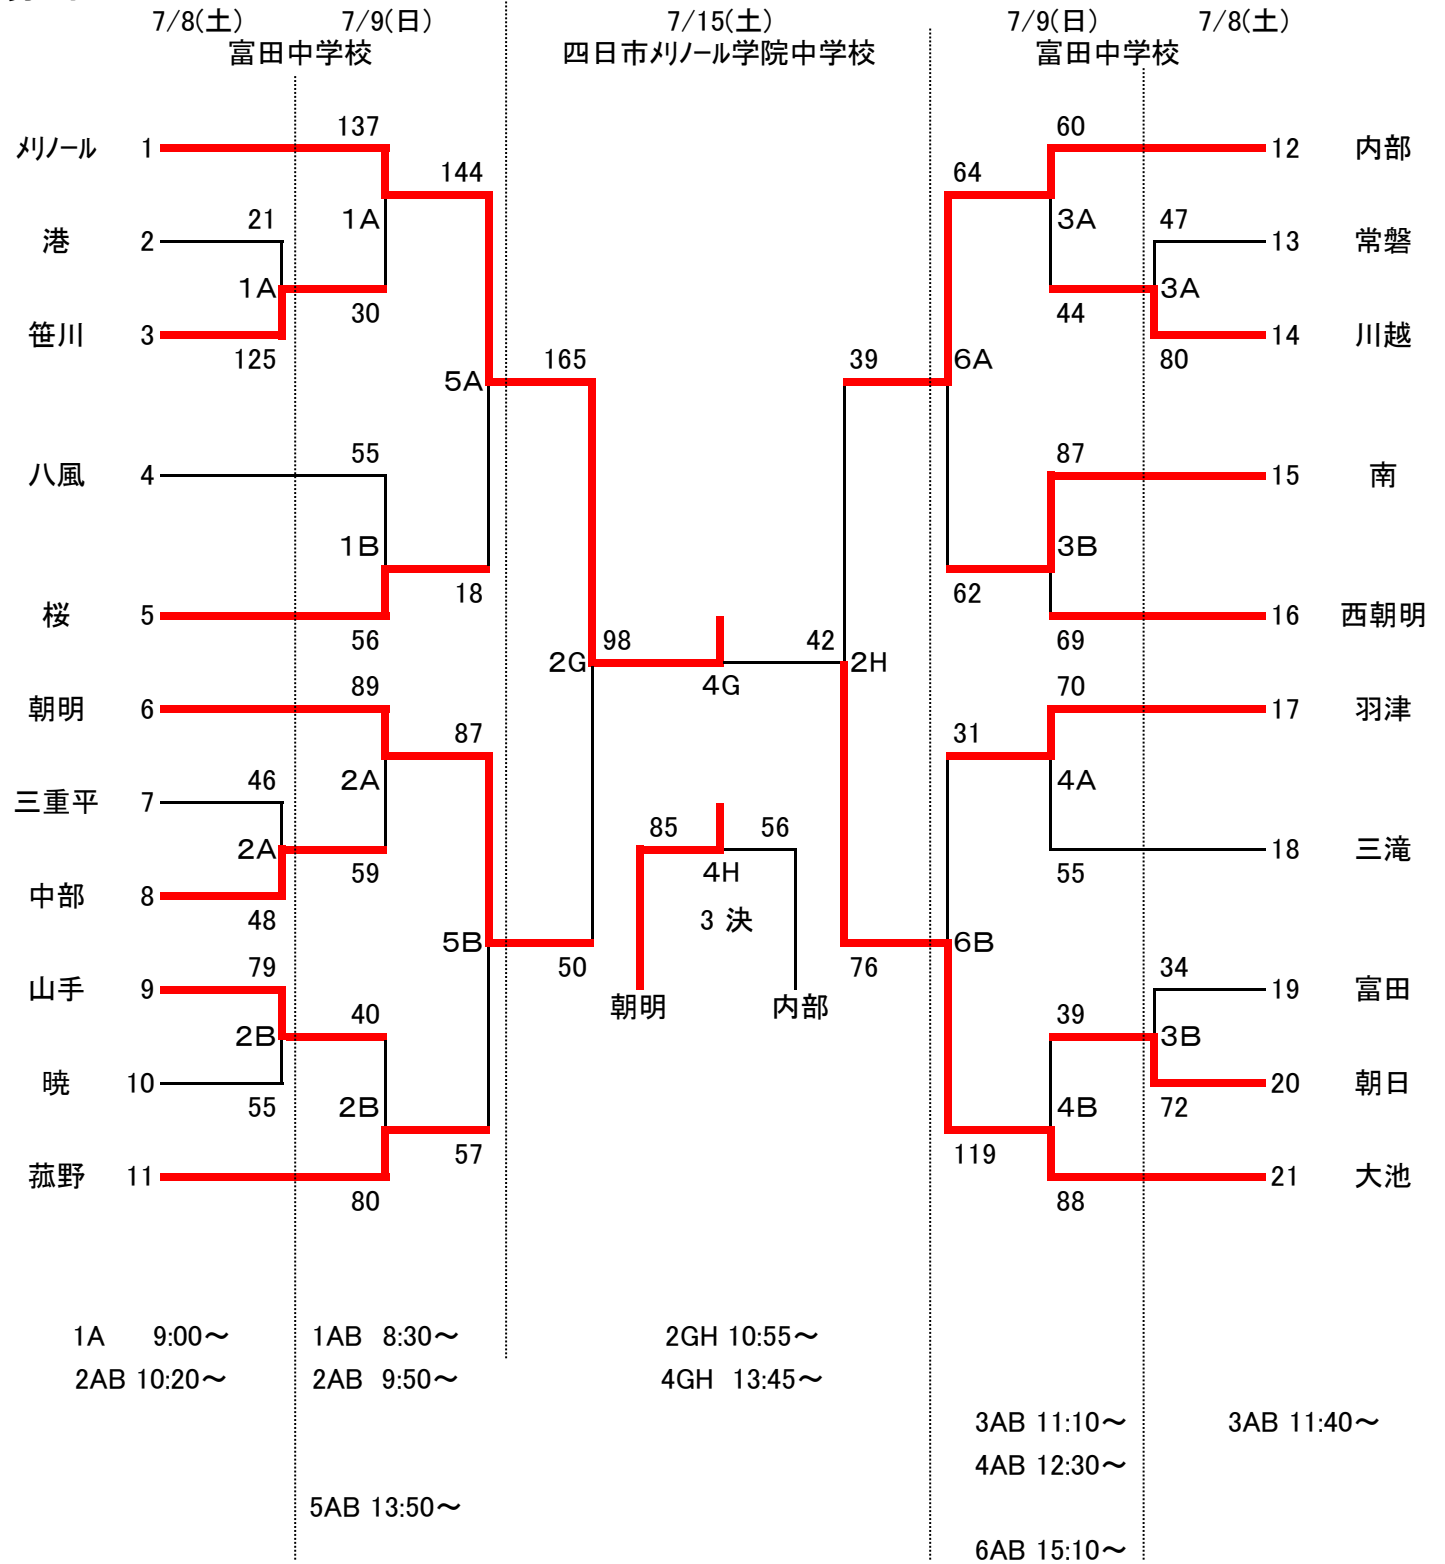 7/8(土) 7/9(日) 7/15(土) 7/9(日) 7/8(土)
富田中学校 四日市メリノール学院中学校 富田中学校
137 60
メリノール 1 12 内部
144 64
21 1A 3A 47
港 2 13 常磐
1A 3A
30 44
笹川 3 14 川越
125 165 39 80
5A 6A
55 87
八風 4 15 南
1B 3B
18 62
桜 5 16 西朝明
56 98 42 69
2G 2H
89 4G 70
朝明 6 17 羽津
87 31
46 2A 4A
三重平 7
85 56
2A 18 三滝
59 4H 55
中部 8
48 3 決
5B 6B
79 50 76 34
山手 9 19 富田
朝明 内部
40 39
2B 3B
暁 10 20 朝日
55 2B 4B 72
57 119
菰野 11 21 大池
80 88
1A 9:00～ 1AB 8:30～ 2GH 10:55～
2AB 10:20～ 2AB 9:50～ 4GH 13:45～
3AB 11:10～ 3AB 11:40～
4AB 12:30～
5AB 13:50～
6AB 15:10～